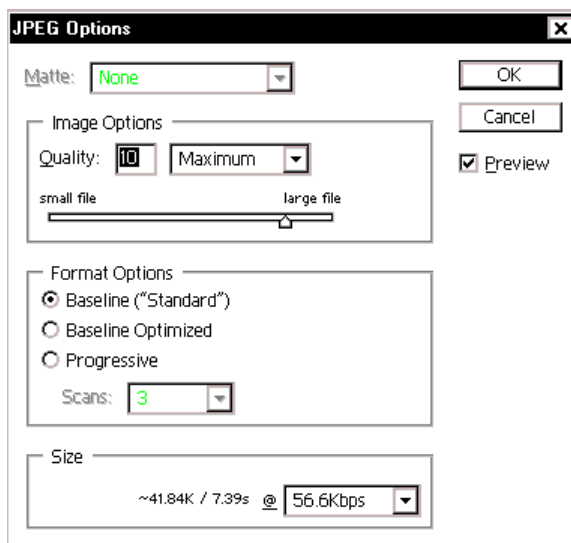 JPEG Options
Matte: None
OK
Cancel
Preview
Image Options
Quality: 10 Maximum
small file large file
Format Options
Baseline (“Standard”)
Baseline Optimized
Progressive
Scans: 3
Size
~41.84K / 7.39s @ 56.6Kbps